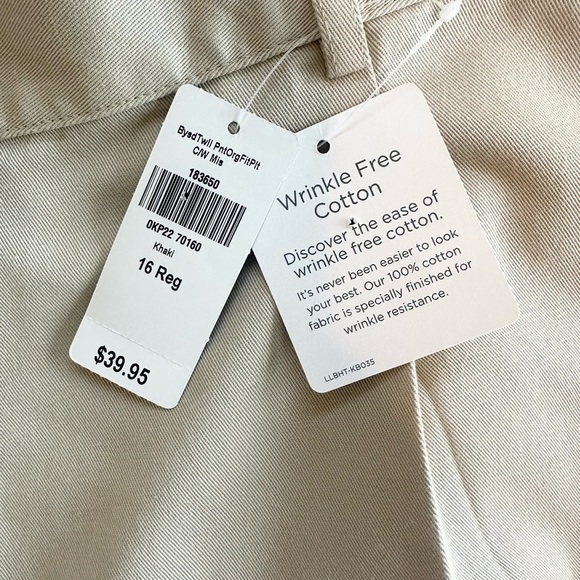 BysdTwll PntOrgFitPlt
C/W Mis
183650
0KP22 70160
Khaki
16 Reg
$39.95
Wrinkle Free
Cotton
Discover the ease of
wrinkle free cotton.
It's never been easier to look
your best. Our 100% cotton
fabric is specially finished for
wrinkle resistance.
LLBHT-KB035